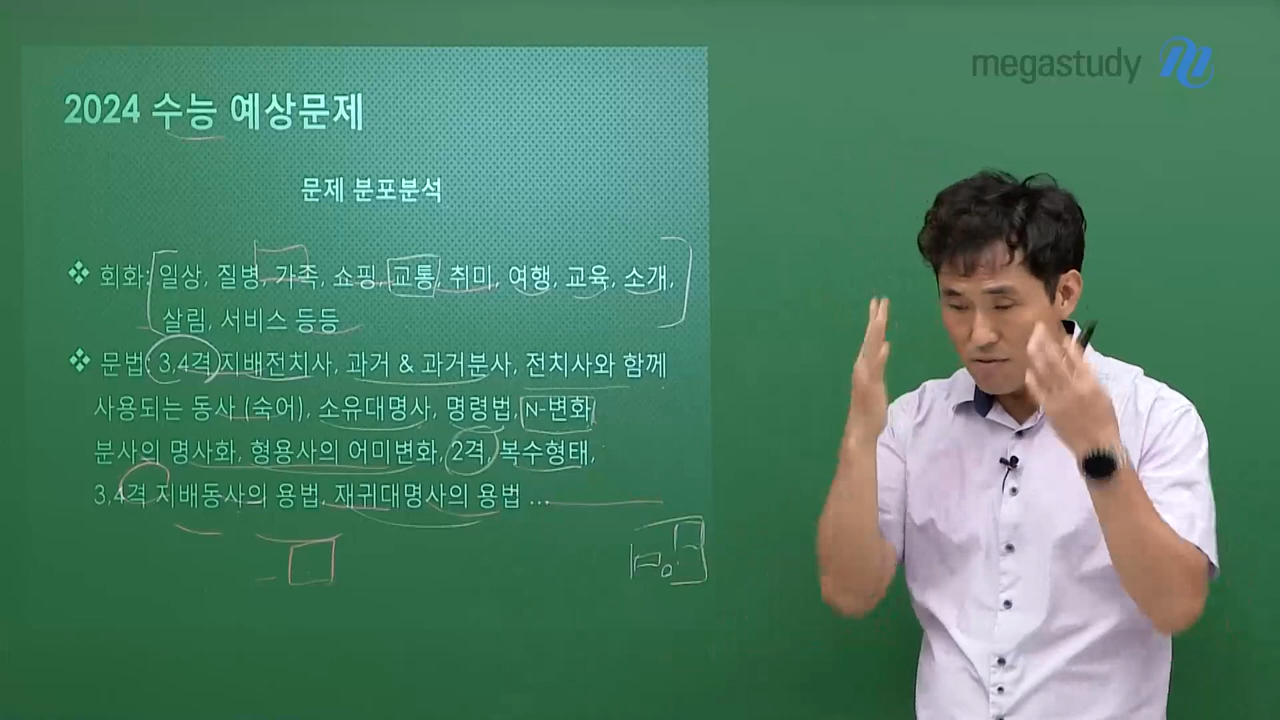 megastudy
2024 수능 예상문제
문제 분포분석
❖ 회화: 일상, 질병, 가족, 쇼핑, 교통, 취미, 여행, 교육, 소개,
살림, 서비스 등등
❖ 문법: 3,4격 지배전치사, 과거 & 과거분사, 전치사와 함께
사용되는 동사 (숙어), 소유대명사, 명령법, N-변화,
분사의 명사화, 형용사의 어미변화, 2격, 복수형태,
3,4격 지배동사의 용법, 재귀대명사의 용법 ...